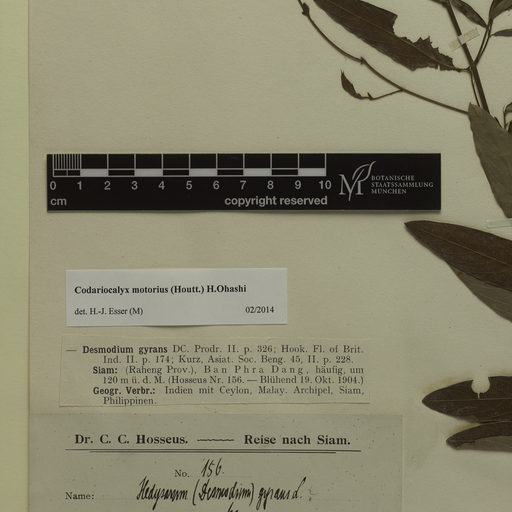 0 1 2 3 4 5 6 7 8 9 10
cm
copyright reserved
M
BOTANISCHE
STAATSSAMMLUNG
MÜNCHEN
Codariocalyx motorius (Houtt.) H.Ohashi
det. H.-J. Esser (M)
02/2014
— Desmodium gyrans DC. Prodr. II. p. 326; Hook. Fl. of Brit.
Ind. II. p. 174; Kurz, Asiat. Soc. Beng. 45, II. p. 228.
Siam: (Raheng Prov.), Ban Phra Dang, häufig, um
120 m ü. d. M. (Hosseus Nr. 156. — Blühend 19. Okt. 1904.)
Geogr. Verbr.: Indien mit Ceylon, Malay. Archipel, Siam,
Philippinen.
Dr. C. C. Hosseus. —— Reise nach Siam.
No. 156.
Name: Hedysarum (Desmodium) gyrans L.